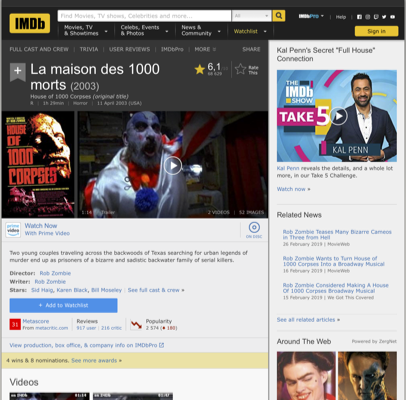 IMDb
Find Movies, TV shows, Celebrities and more...
All
Movies, TV & Showtimes
Celebs, Events & Photos
News & Community
Watchlist
IMDbPro
Help
Sign in
FULL CAST AND CREW | TRIVIA | USER REVIEWS | IMDbPro | MORE
SHARE
La maison des 1000 morts (2003)
House of 1000 Corpses (original title)
R | 1h 29min | Horror | 11 April 2003 (USA)
6,1
Rate This
HOUSE OF 1000 CORPSES
1:14 | Trailer
2 VIDEOS | 52 IMAGES
prime video
Watch Now
With Prime Video
ON DISC
Two young couples travelling across the backwoods of Texas searching for urban legends of
murder end up as prisoners of a bizarre and sadistic backwater family of serial killers.
Director: Rob Zombie
Writer: Rob Zombie
Stars: Sid Haig, Karen Black, Bill Moseley | See full cast & crew »
+ Add to Watchlist
31 Metascore
From metacritic.com
Reviews
917 user | 216 critic
Popularity
2 574 ( 180)
View production, box office, & company info on IMDbPro
4 wins & 8 nominations. See more awards »
Videos
Kal Penn's Secret "Full House"
Connection
THE IMDb SHOW
TAKE 5
KAL PENN
Kal Penn reveals the details, and a whole lot
more, in our Take 5 Challenge.
Watch now »
Related News
Rob Zombie Teases Many Bizarre Cameos
in Three from Hell
26 February 2019 | MovieWeb
Rob Zombie Wants to Turn House of
1000 Corpses Into a Broadway Musical
16 February 2019 | MovieWeb
Rob Zombie Considering Making A House
Of 1000 Corpses Broadway Musical
15 February 2019 | We Got This Covered
See all related articles »
Around The Web
Powered by ZergNet